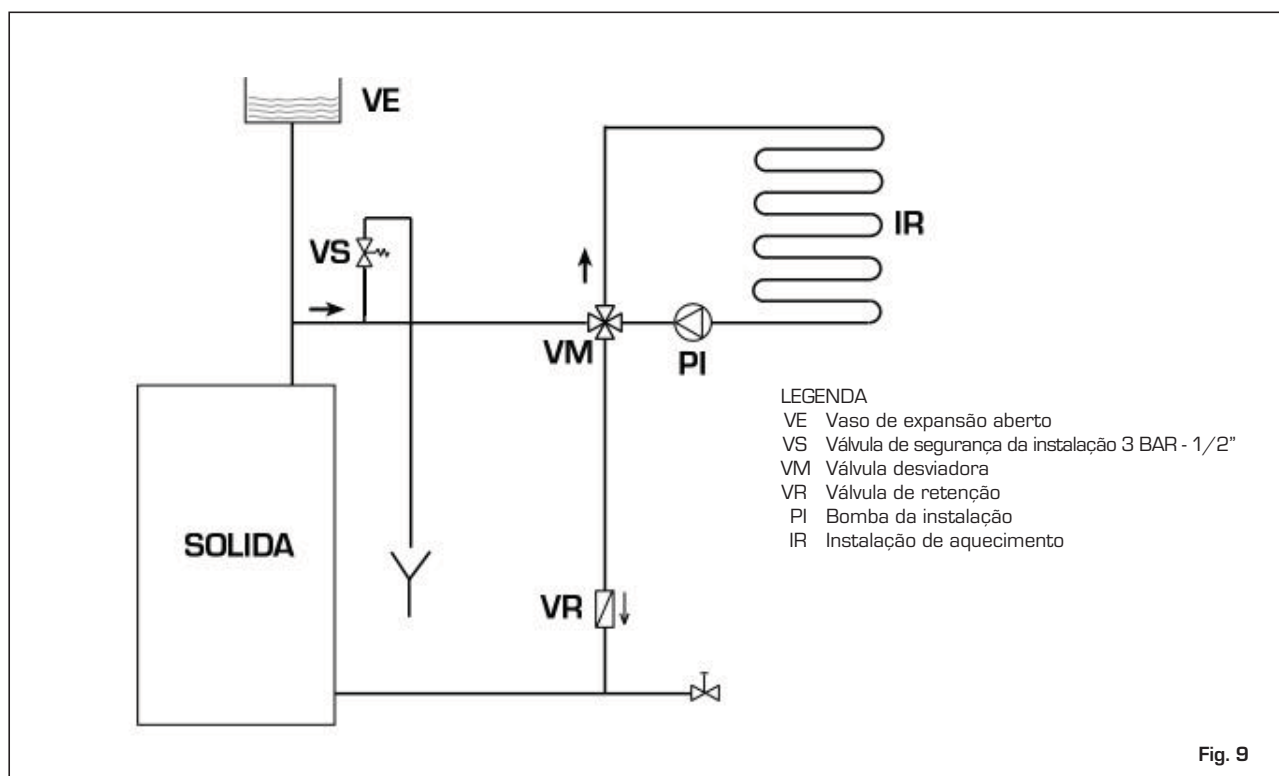 VE
VS
IR
VM
PI
LEGENDA
VE Vaso de expansão aberto
VS Válvula de segurança da instalação 3 BAR - 1/2”
VM Válvula desviadora
VR Válvula de retenção
PI Bomba da instalação
IR Instalação de aquecimento
SOLIDA
VR
Fig. 9